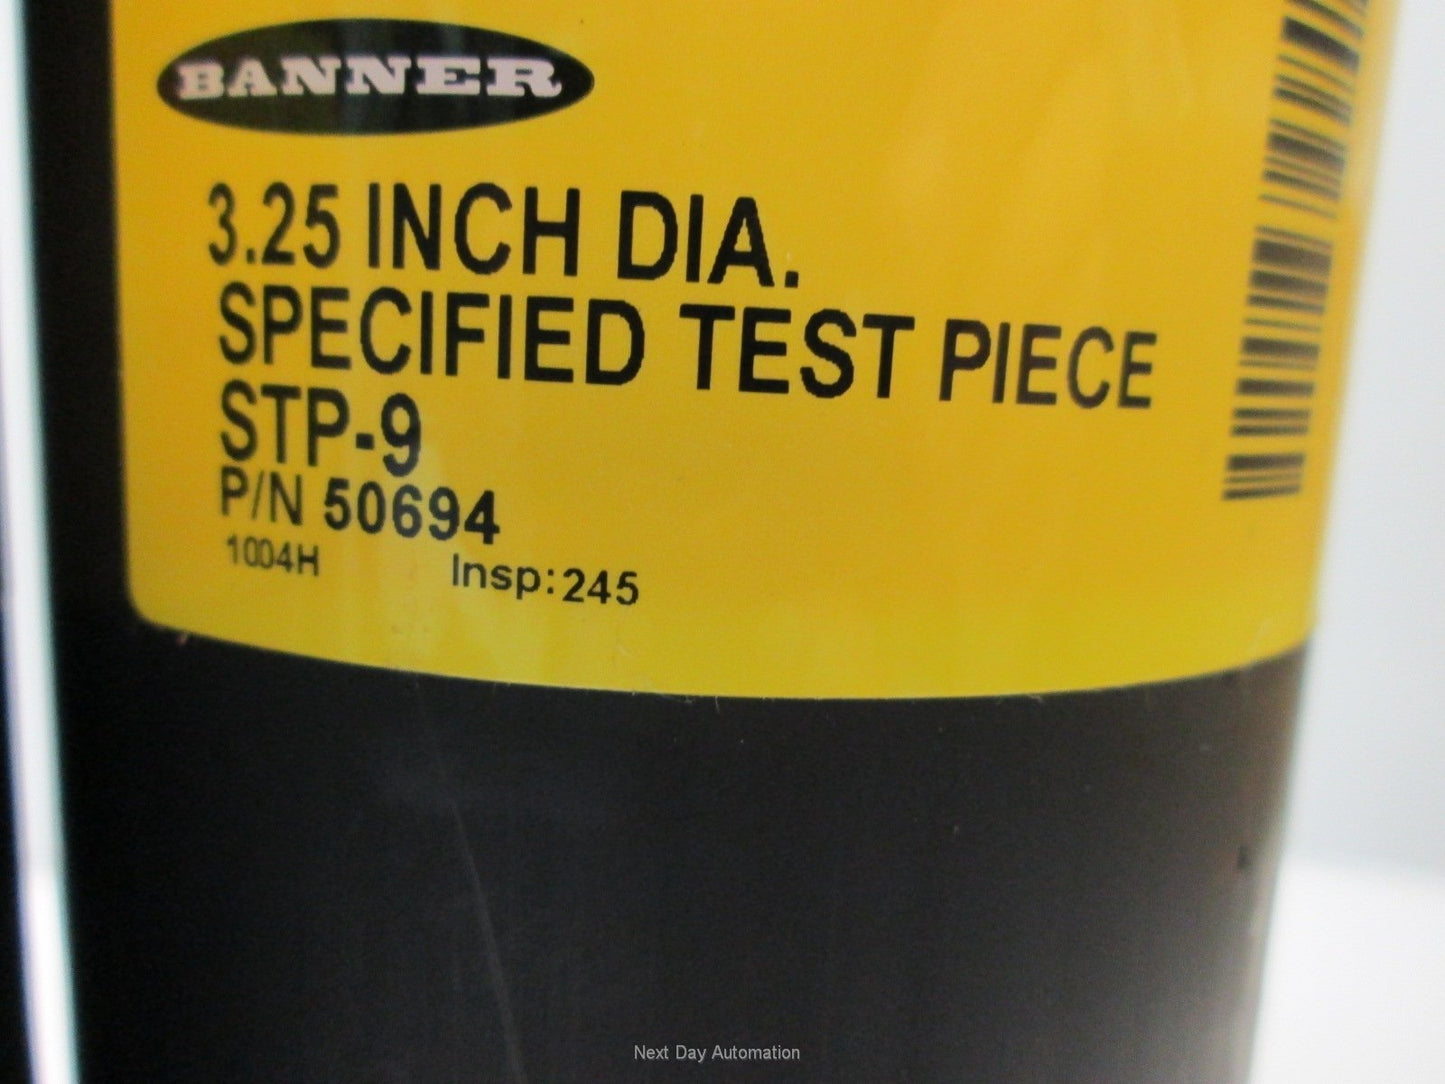 BANNER
3.25 INCH DIA.
SPECIFIED TEST PIECE
STP-9
P/N 50694
1004H Insp:245
Next Day Automation